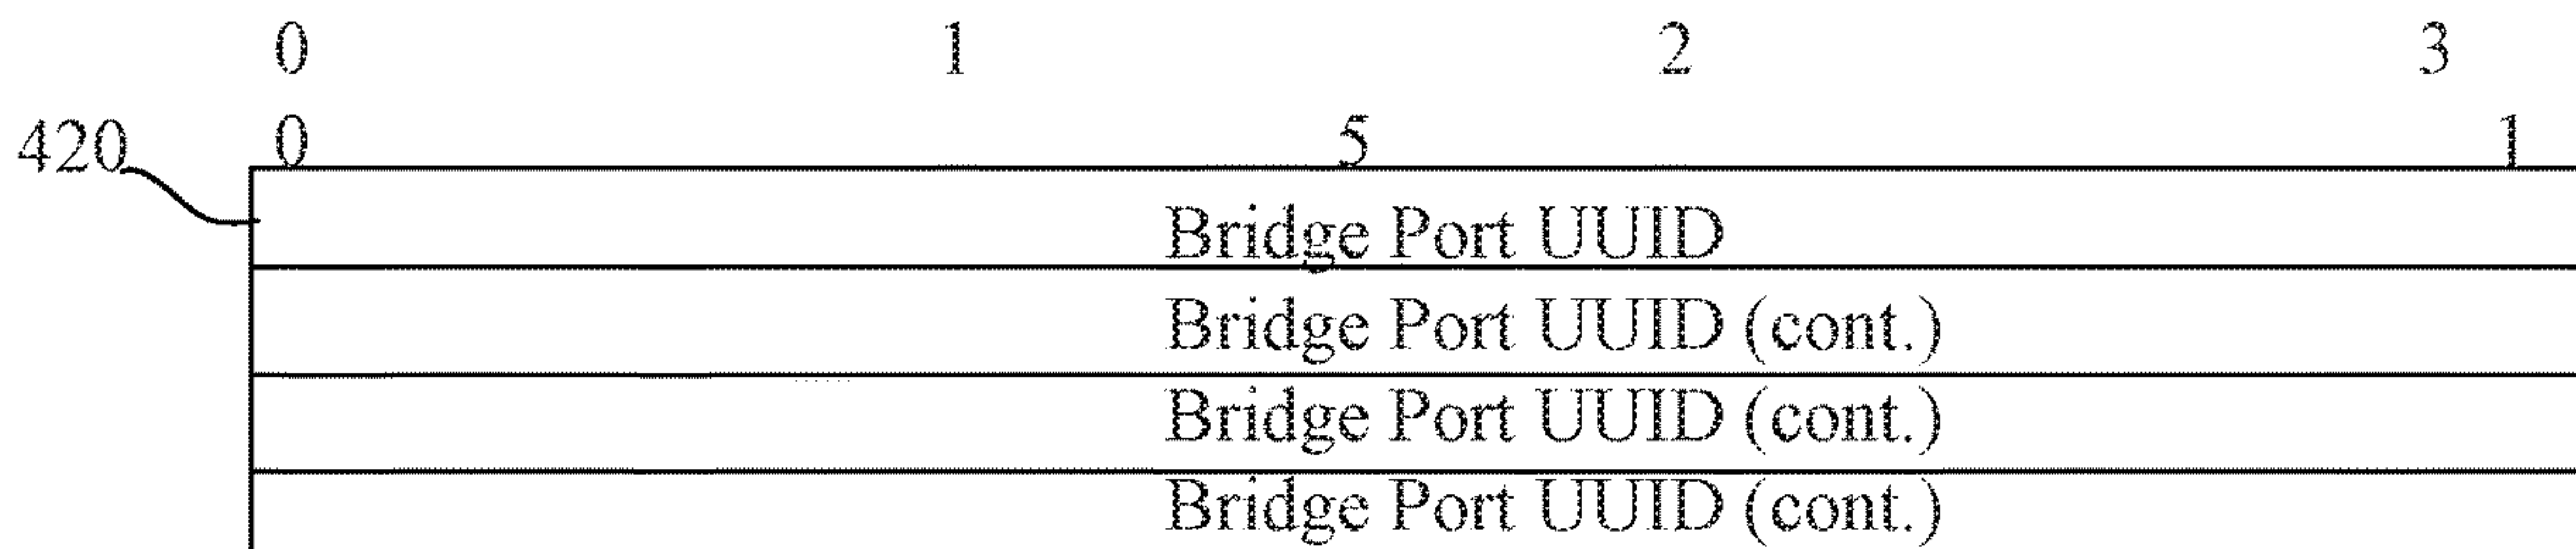 0 1 2 3
420 0 5 1
Bridge Port UUID
Bridge Port UUID (cont.)
Bridge Port UUID (cont.)
Bridge Port UUID (cont.)